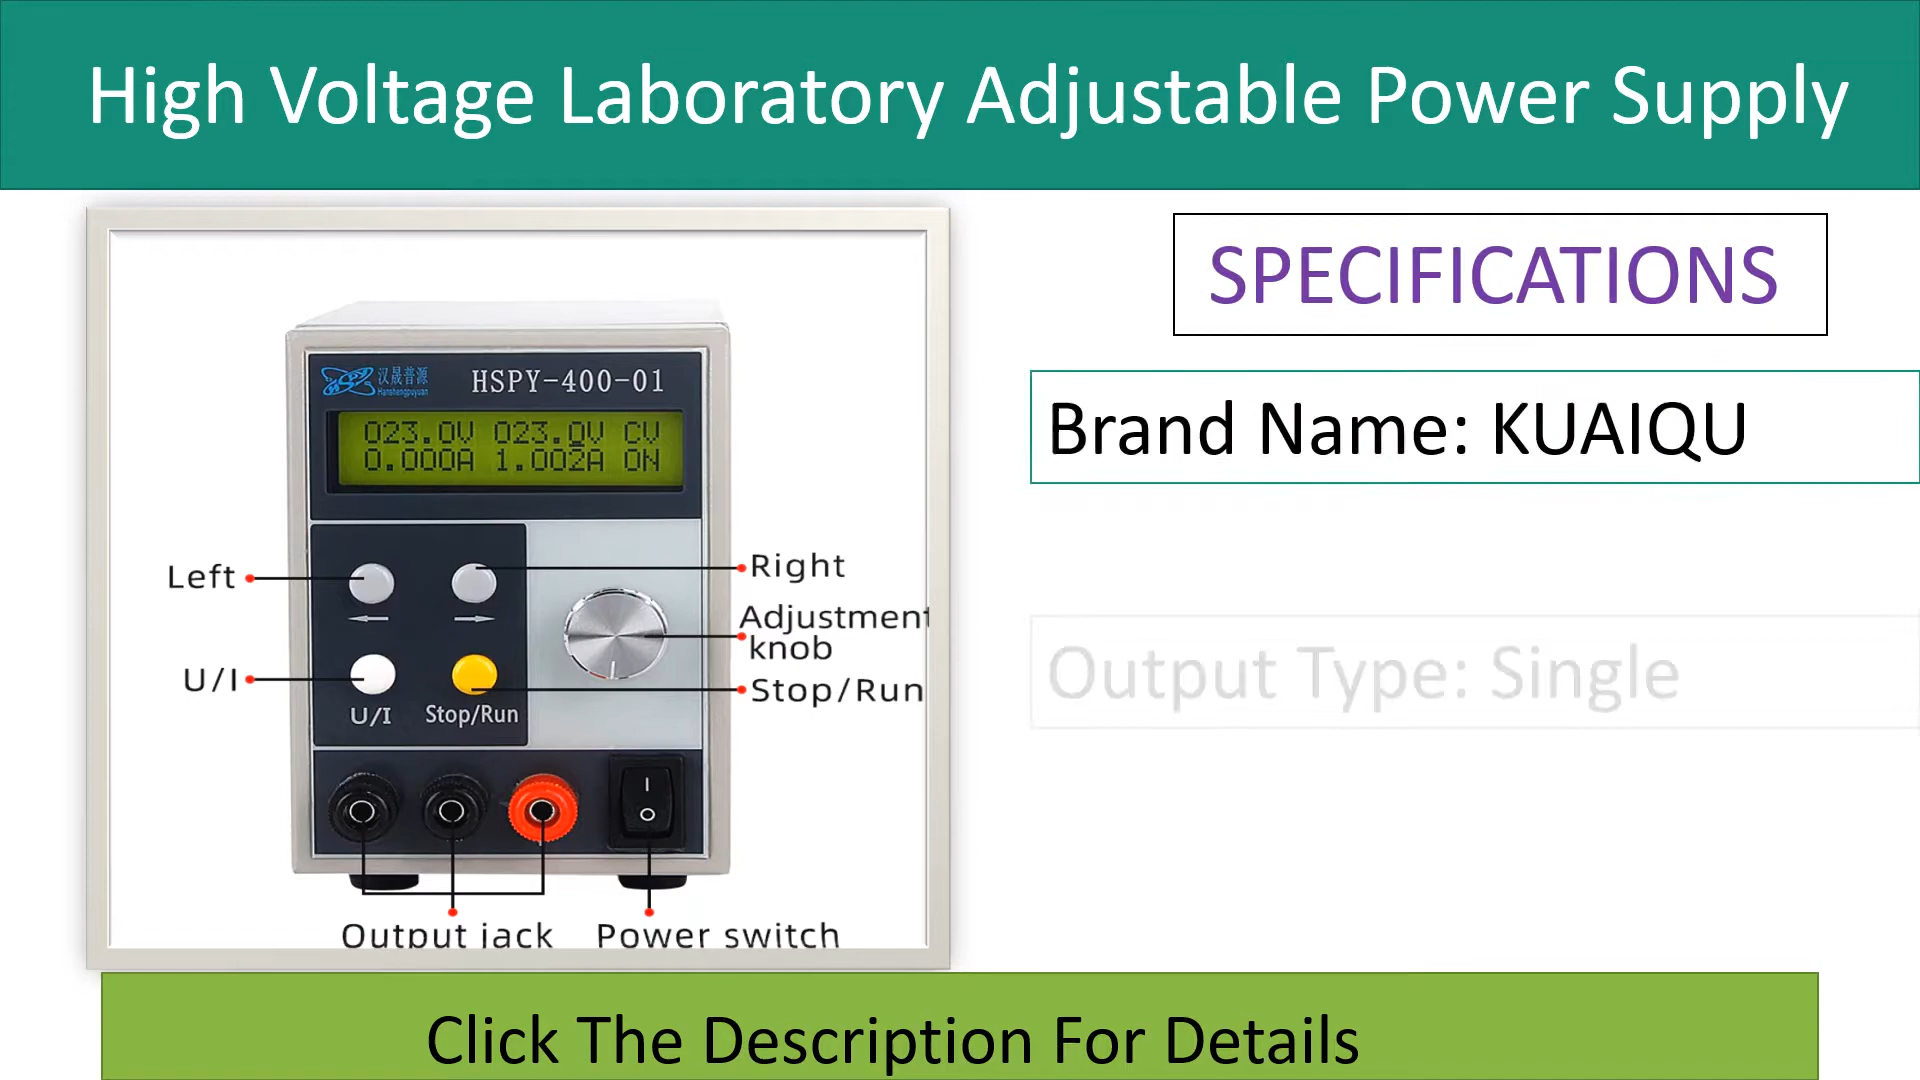 High Voltage Laboratory Adjustable Power Supply
SPECIFICATIONS
Brand Name: KUAIQU
Output Type: Single
汉晟普源
Hanshengpuyuan
HSPY-400-01
023.0V 023.0V CV
0.000A 1.002A ON
Left
Right
Adjustment
knob
U/I
Stop/Run
U/I
Stop/Run
Output jack
Power switch
Click The Description For Details